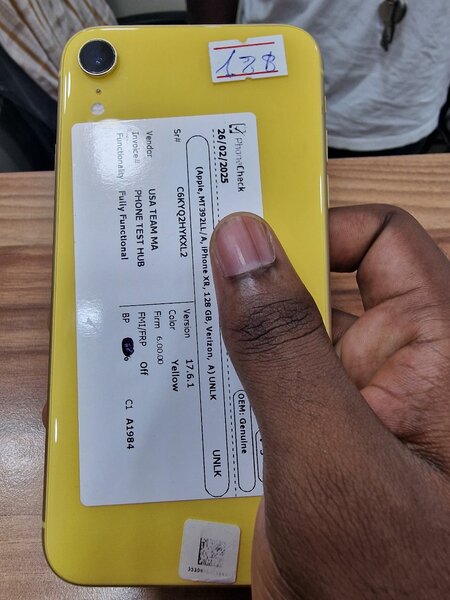 128
PhoneCheck
26/02/2025
OEM: Genuine
(Apple, MT392LL/A, iPhone XR, 128 GB, Verizon, A) UNLK
UNLK
Sr# C6KYQ2HYKXL2
Version 17.6.1
Color Yellow
Vendor USA TEAM MA
Firm 6.00.00
Invoice# PHONE TEST HUB
FMI/FRP Off
Functionality Fully Functional
BP %
C1 A1984